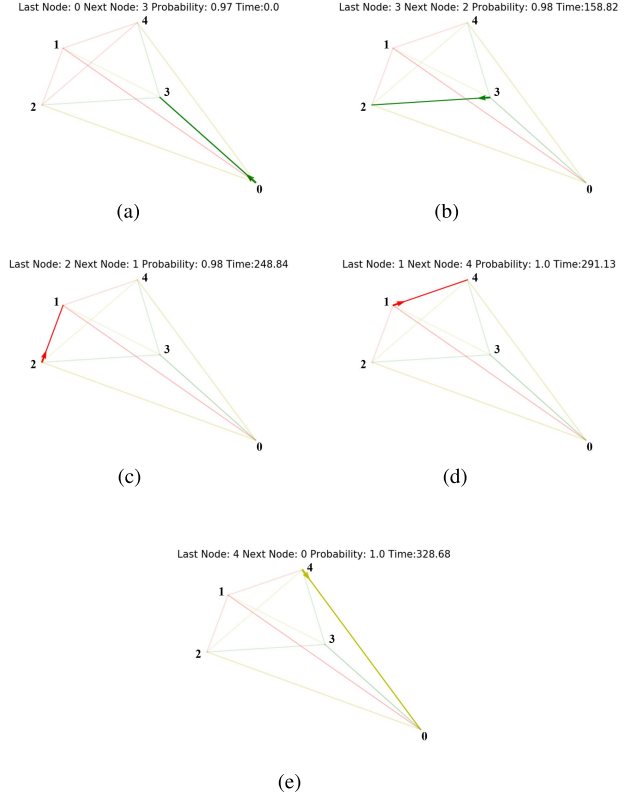 Last Node: 0 Next Node: 3 Probability: 0.97 Time:0.0
4
1
3
2
0
(a)
Last Node: 3 Next Node: 2 Probability: 0.98 Time:158.82
4
1
3
2
0
(b)
Last Node: 2 Next Node: 1 Probability: 0.98 Time:248.84
4
1
3
2
0
(c)
Last Node: 1 Next Node: 4 Probability: 1.0 Time:291.13
4
1
3
2
0
(d)
Last Node: 4 Next Node: 0 Probability: 1.0 Time:328.68
4
1
3
2
0
(e)